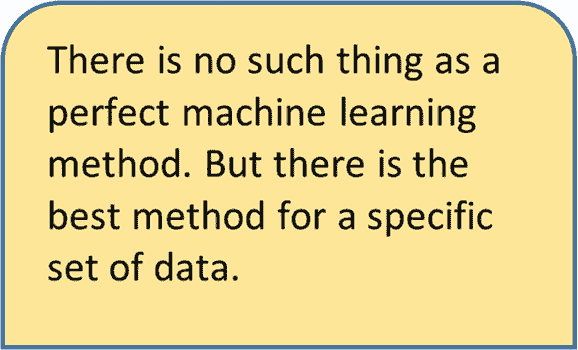 There is no such thing as a
perfect machine learning
method. But there is the
best method for a specific
set of data.